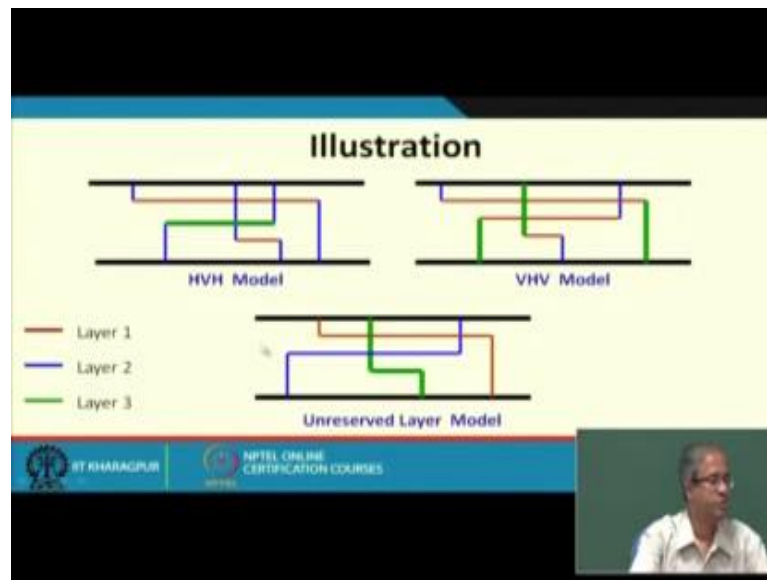 Illustration
HVH Model
VHV Model
Layer 1
Layer 2
Layer 3
Unreserved Layer Model
IIT KHARAGPUR
NPTEL ONLINE
CERTIFICATION COURSES
NPTEL